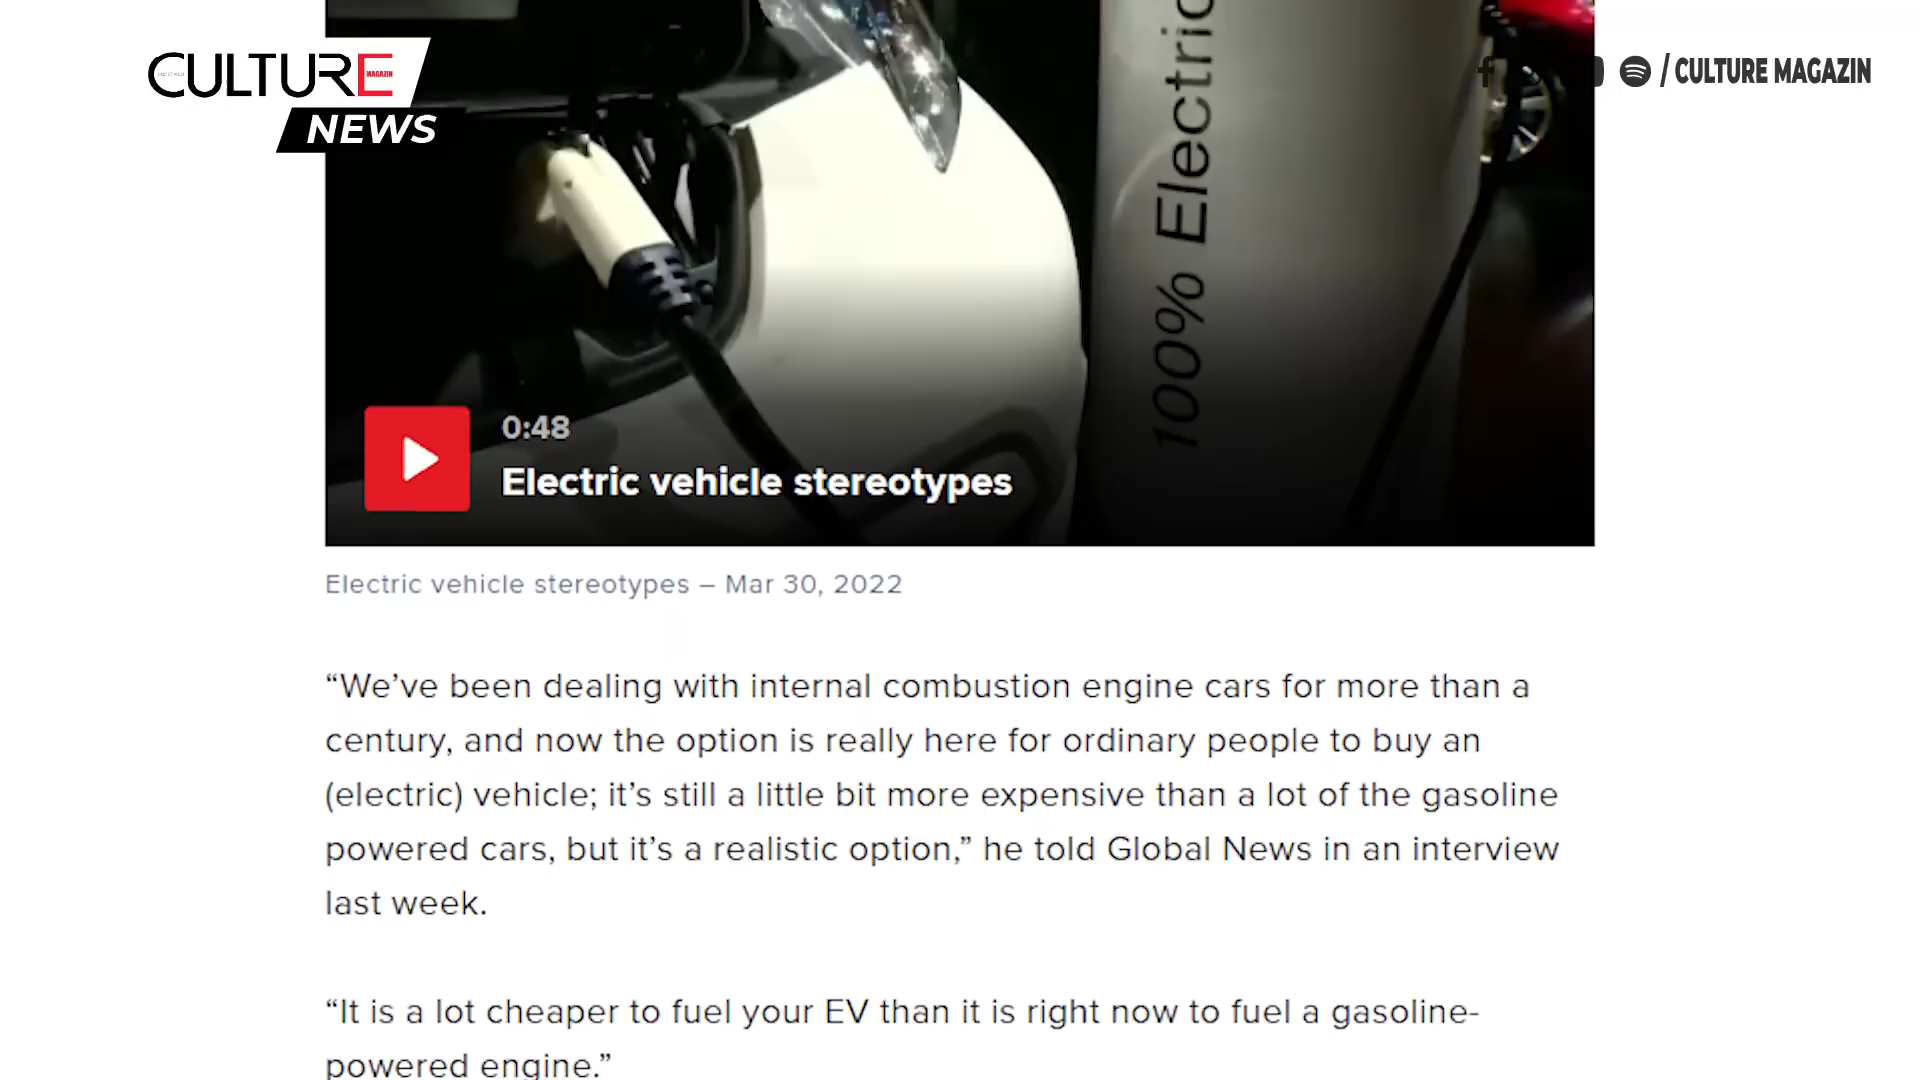 CULTURE
MAGAZIN
NEWS
/ CULTURE MAGAZIN
100% Electric
0:48
Electric vehicle stereotypes
Electric vehicle stereotypes – Mar 30, 2022
“We’ve been dealing with internal combustion engine cars for more than a
century, and now the option is really here for ordinary people to buy an
(electric) vehicle; it’s still a little bit more expensive than a lot of the gasoline
powered cars, but it’s a realistic option,” he told Global News in an interview
last week.
“It is a lot cheaper to fuel your EV than it is right now to fuel a gasoline-
powered engine.”